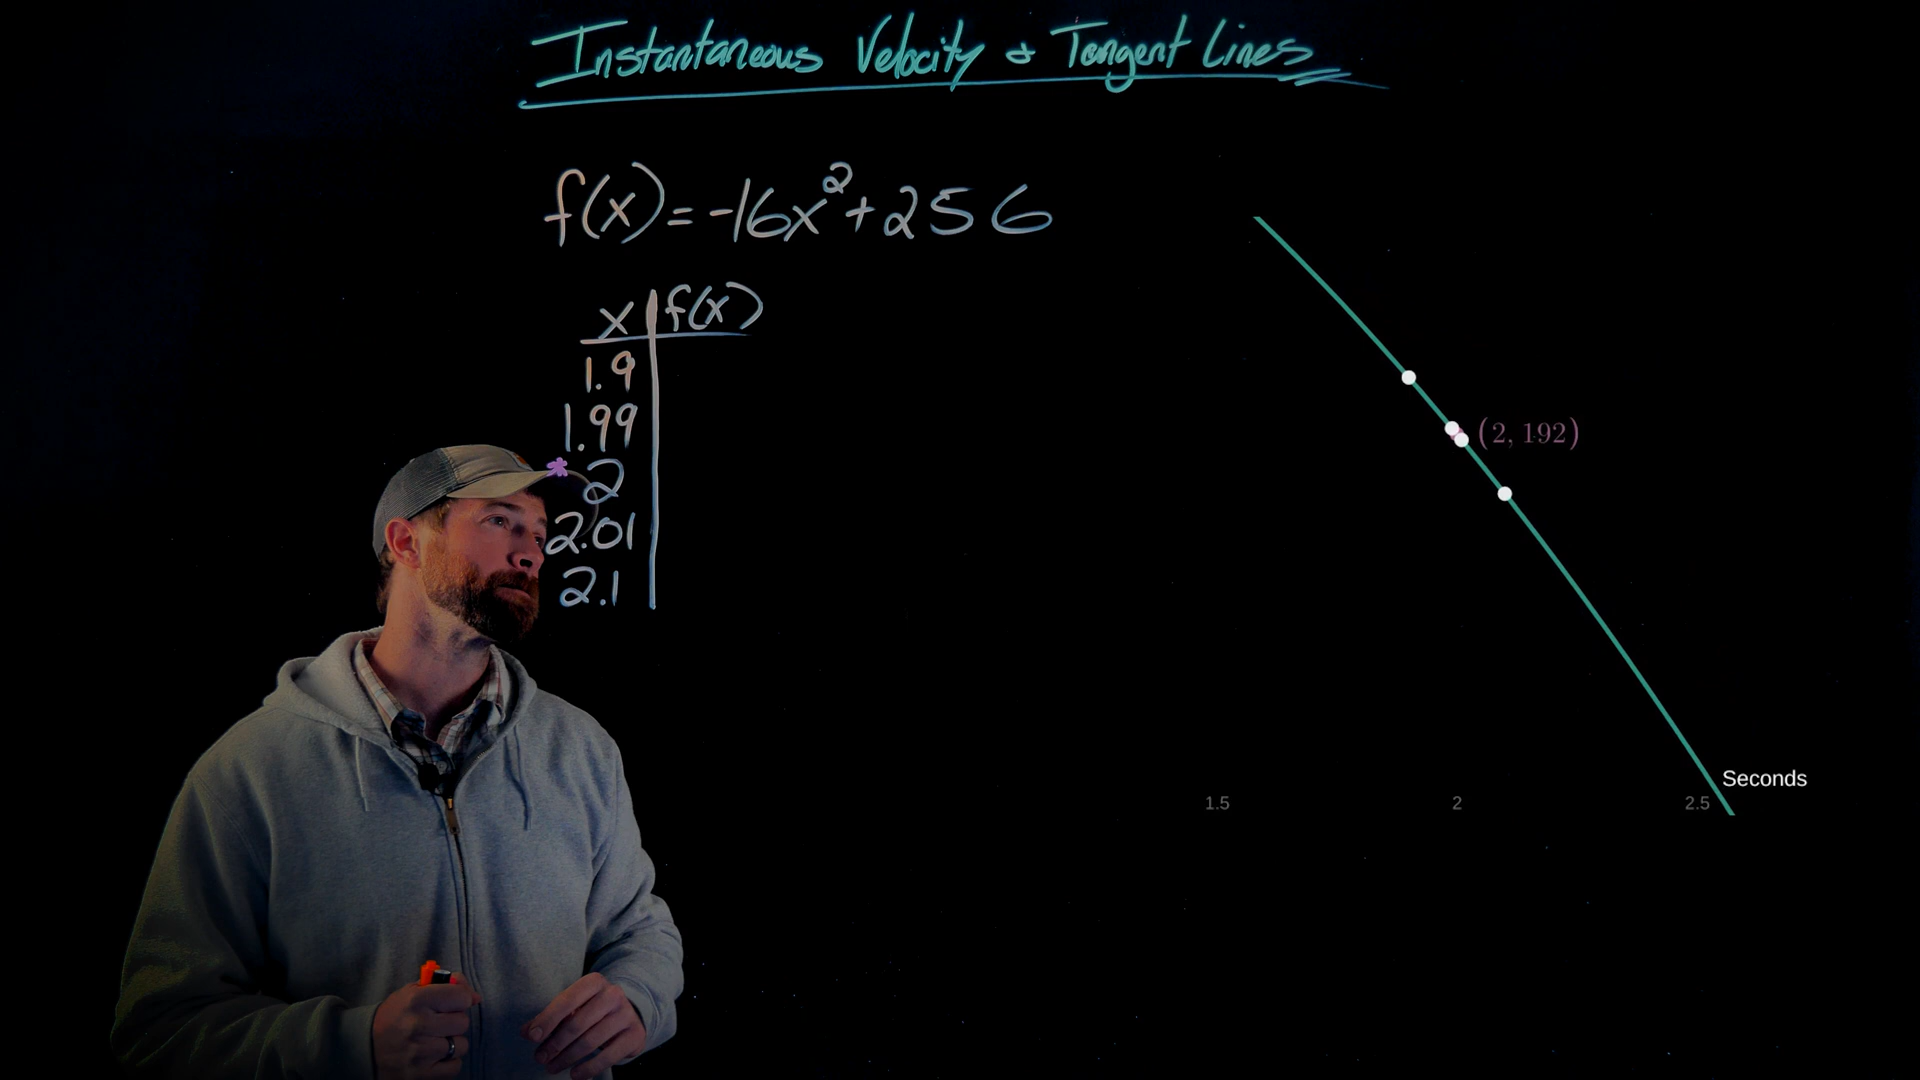 Instantaneous Velocity & Tangent Lines
f(x)=-16x²+256
x f(x)
1.9
1.99
(2, 192)
* 2
2.01
2.1
Seconds
1.5 2 2.5